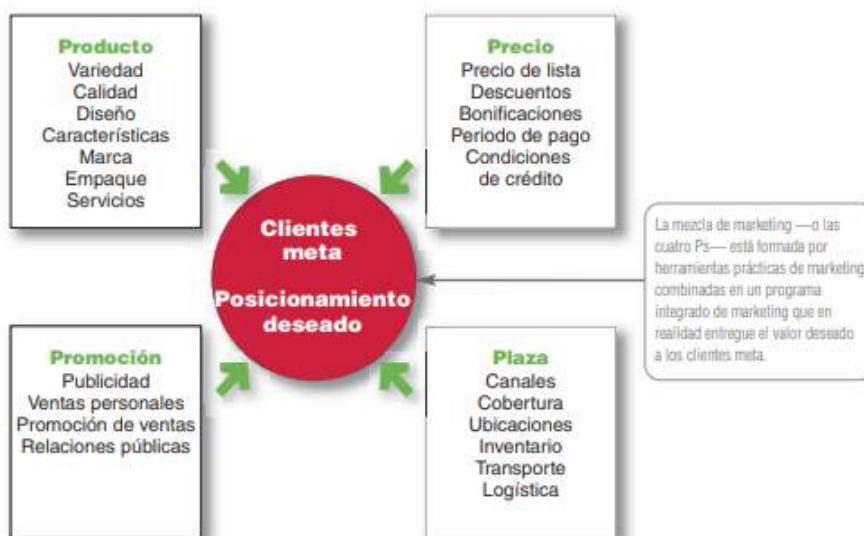 Producto
Variedad
Calidad
Diseño
Características
Marca
Empaque
Servicios
Precio
Precio de lista
Descuentos
Bonificaciones
Periodo de pago
Condiciones
de crédito
Clientes
meta
Posicionamiento
deseado
La mezcla de marketing —o las
cuatro Ps— está formada por
herramientas prácticas de marketing
combinadas en un programa
integrado de marketing que en
realidad entregue el valor deseado
a los clientes meta.
Promoción
Publicidad
Ventas personales
Promoción de ventas
Relaciones públicas
Plaza
Canales
Cobertura
Ubicaciones
Inventario
Transporte
Logística